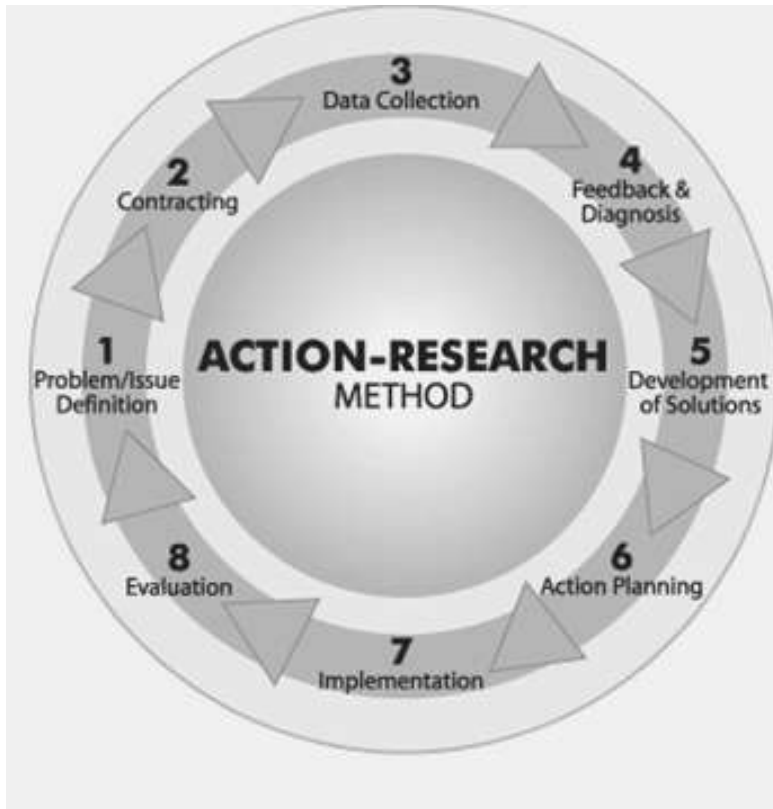 ACTION-RESEARCH
METHOD
1
Problem/Issue
Definition
2
Contracting
3
Data Collection
4
Feedback &
Diagnosis
5
Development
of Solutions
6
Action Planning
7
Implementation
8
Evaluation